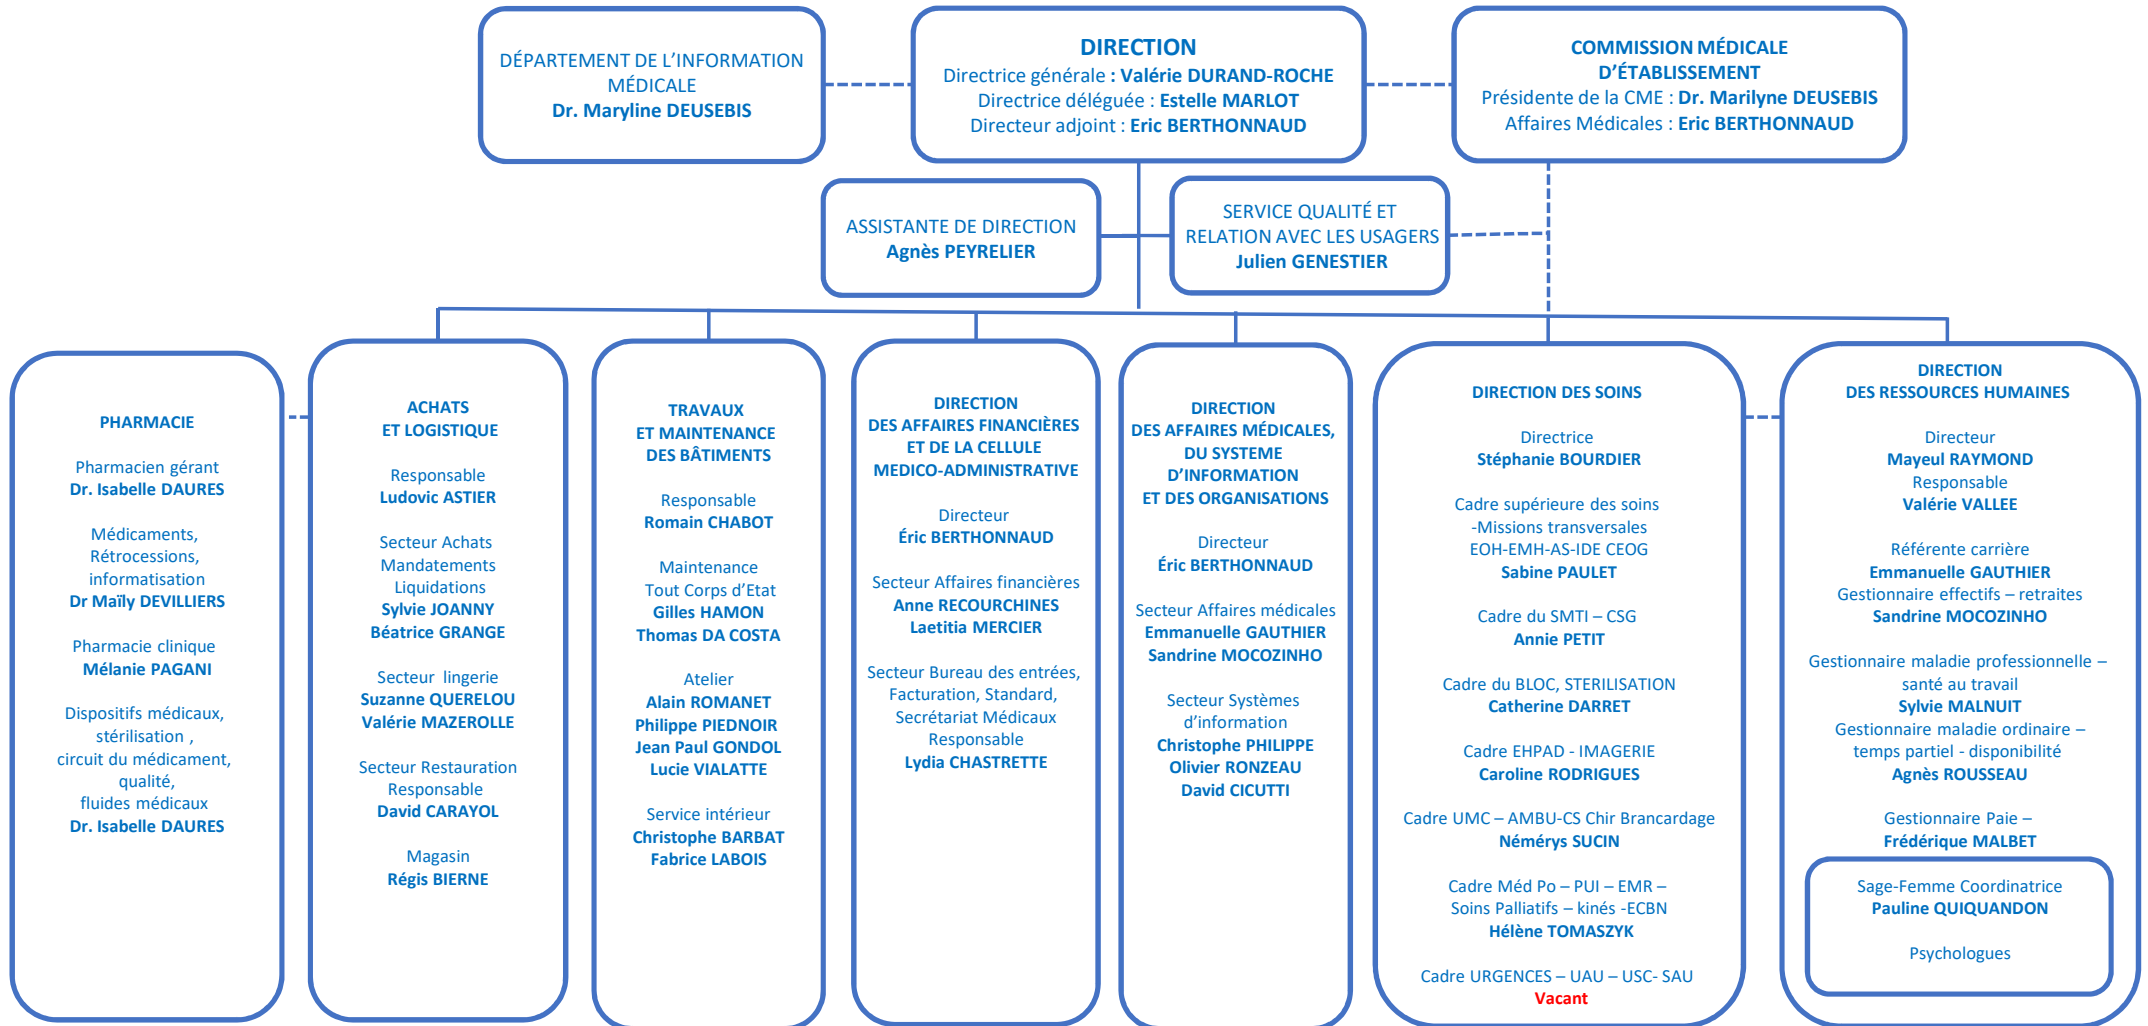 DÉPARTEMENT DE L’INFORMATION
MÉDICALE
Dr. Maryline DEUSEBIS
DIRECTION
Directrice générale : Valérie DURAND-ROCHE
Directrice déléguée : Estelle MARLOT
Directeur adjoint : Eric BERTHONNAUD
COMMISSION MÉDICALE
D’ÉTABLISSEMENT
Présidente de la CME : Dr. Marilyne DEUSEBIS
Affaires Médicales : Eric BERTHONNAUD
ASSISTANTE DE DIRECTION
Agnès PEYRELIER
SERVICE QUALITÉ ET
RELATION AVEC LES USAGERS
Julien GENESTIER
PHARMACIE
Pharmacien gérant
Dr. Isabelle DAURES
Médicaments,
Rétrocessions,
informatisation
Dr Maïly DEVILLIERS
Pharmacie clinique
Mélanie PAGANI
Dispositifs médicaux,
stérilisation ,
circuit du médicament,
qualité,
fluides médicaux
Dr. Isabelle DAURES
ACHATS
ET LOGISTIQUE
Responsable
Ludovic ASTIER
Secteur Achats
Mandatements
Liquidations
Sylvie JOANNY
Béatrice GRANGE
Secteur lingerie
Suzanne QUERELOU
Valérie MAZEROLLE
Secteur Restauration
Responsable
David CARAYOL
Magasin
Régis BIERNE
TRAVAUX
ET MAINTENANCE
DES BÂTIMENTS
Responsable
Romain CHABOT
Maintenance
Tout Corps d’Etat
Gilles HAMON
Thomas DA COSTA
Atelier
Alain ROMANET
Philippe PIEDNOIR
Jean Paul GONDOL
Lucie VIALATTE
Service intérieur
Christophe BARBAT
Fabrice LABOIS
DIRECTION
DES AFFAIRES FINANCIÈRES
ET DE LA CELLULE
MEDICO-ADMINISTRATIVE
Directeur
Éric BERTHONNAUD
Secteur Affaires financières
Anne RECOURCHINES
Laetitia MERCIER
Secteur Bureau des entrées,
Facturation, Standard,
Secrétariat Médicaux
Responsable
Lydia CHASTRETTE
DIRECTION
DES AFFAIRES MÉDICALES,
DU SYSTEME
D’INFORMATION
ET DES ORGANISATIONS
Directeur
Éric BERTHONNAUD
Secteur Affaires médicales
Emmanuelle GAUTHIER
Sandrine MOCOZINHO
Secteur Systèmes
d’information
Christophe PHILIPPE
Olivier RONZEAU
David CICUTTI
DIRECTION DES SOINS
Directrice
Stéphanie BOURDIER
Cadre supérieure des soins
-Missions transversales
EOH-EMH-AS-IDE CEOG
Sabine PAULET
Cadre du SMTI – CSG
Annie PETIT
Cadre du BLOC, STERILISATION
Catherine DARRET
Cadre EHPAD - IMAGERIE
Caroline RODRIGUES
Cadre UMC – AMBU-CS Chir Brancardage
Némérys SUCIN
Cadre Méd Po – PUI – EMR –
Soins Palliatifs – kinés -ECBN
Hélène TOMASZYK
Cadre URGENCES – UAU – USC- SAU
Vacant
DIRECTION
DES RESSOURCES HUMAINES
Directeur
Mayeul RAYMOND
Responsable
Valérie VALLEE
Référente carrière
Emmanuelle GAUTHIER
Gestionnaire effectifs – retraites
Sandrine MOCOZINHO
Gestionnaire maladie professionnelle –
santé au travail
Sylvie MALNUIT
Gestionnaire maladie ordinaire –
temps partiel - disponibilité
Agnès ROUSSEAU
Gestionnaire Paie –
Frédérique MALBET
Sage-Femme Coordinatrice
Pauline QUIQUANDON
Psychologues